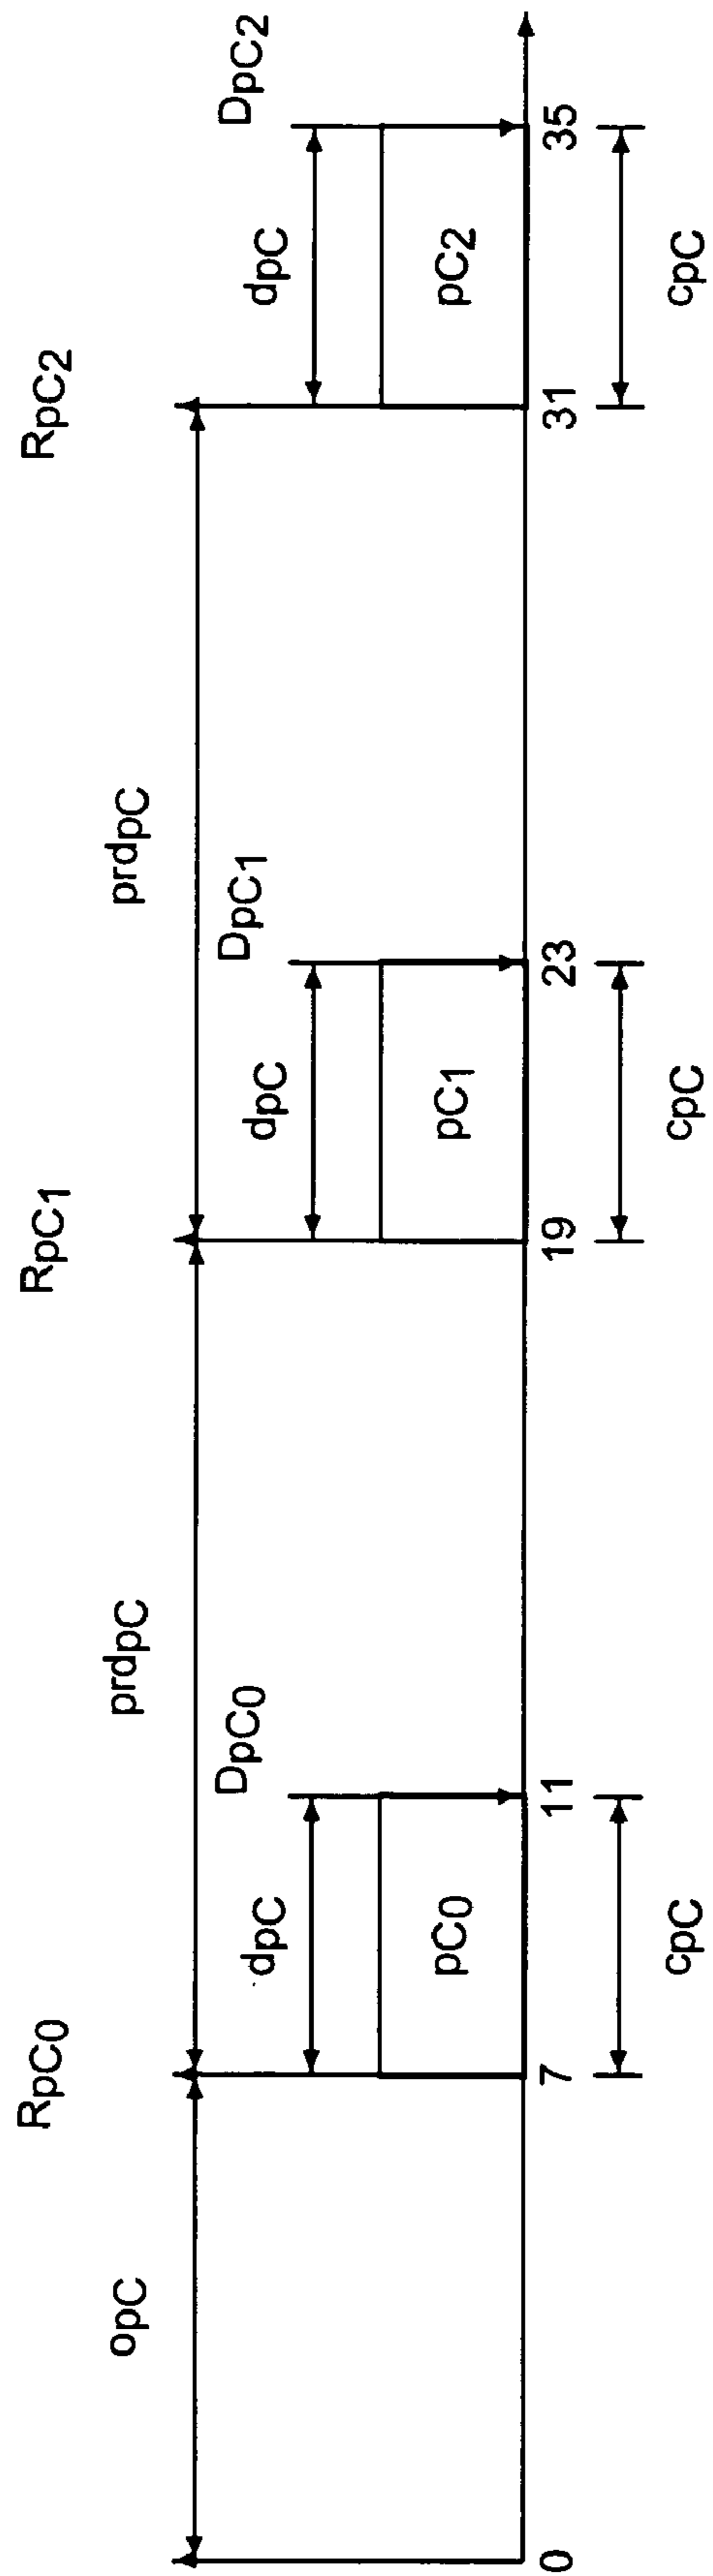 RpC0 RpC1 RpC2
opC prdpC prdpC
DpC0 DpC1 DpC2
dpC dpC dpC
pC0 pC1 pC2
0 7 11 19 23 31 35
cpC cpC cpC